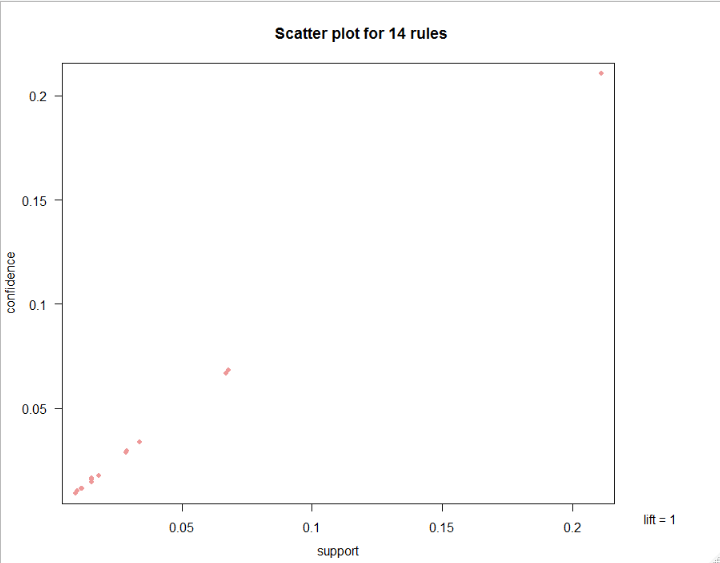 Scatter plot for 14 rules
0.2
0.15
0.1
0.05
confidence
0.05
0.1
0.15
0.2
support
lift = 1